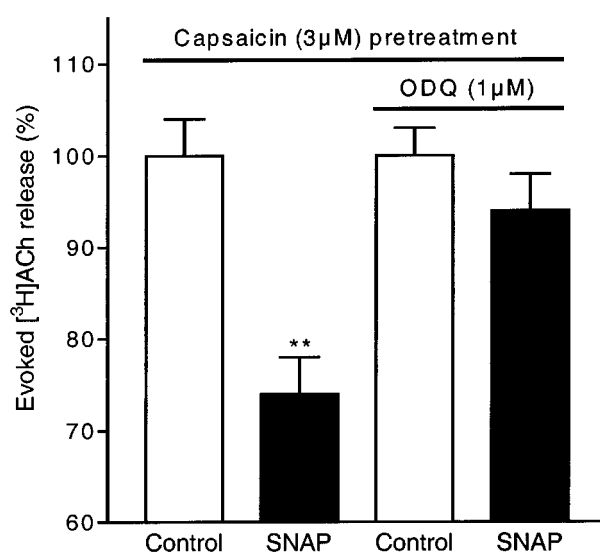 Capsaicin (3µM) pretreatment
ODQ (1µM)
Evoked [³H]ACh release (%)
110
100
90
80
70
60
**
Control SNAP Control SNAP